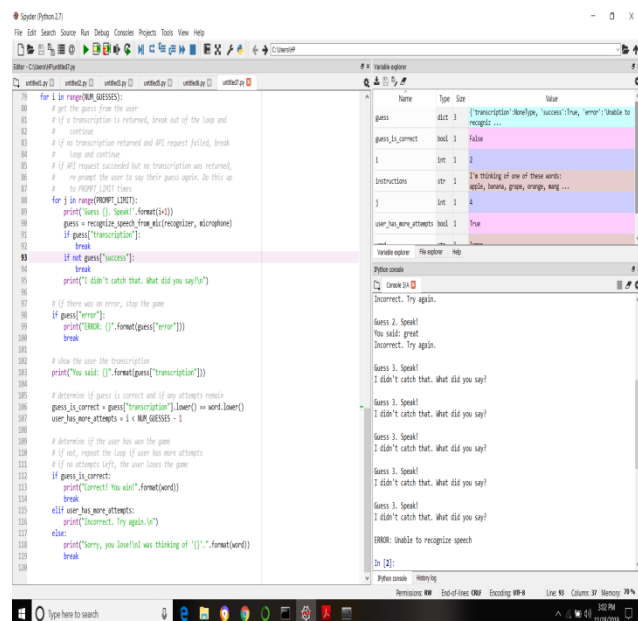 Spyder (Python 2.7)
File Edit Search Source Run Debug Consoles Projects Tools View Help
Editor - C:\Users\HP\untitled7.py
untitled1.py untitled2.py untitled3.py untitled5.py untitled6.py untitled7.py
79 for i in range(NUM_GUESSES):
80 # get the guess from the user
81 # if a transcription is returned, break out of the loop and
82 # continue
83 # if no transcription returned and API request failed, break
84 # loop and continue
85 # if API request succeeded but no transcription was returned,
86 # re-prompt the user to say their guess again. Do this up
87 # to PROMPT_LIMIT times
88 for j in range(PROMPT_LIMIT):
89 print('Guess {}. Speak!'.format(i+1))
90 guess = recognize_speech_from_mic(recognizer, microphone)
91 if guess["transcription"]:
92 break
93 if not guess["success"]:
94 break
95 print("I didn't catch that. What did you say?\n")
96
97 # if there was an error, stop the game
98 if guess["error"]:
99 print("ERROR: {}".format(guess["error"]))
100 break
101
102 # show the user the transcription
103 print("You said: {}".format(guess["transcription"]))
104
105 # determine if guess is correct and if any attempts remain
106 guess_is_correct = guess["transcription"].lower() == word.lower()
107 user_has_more_attempts = i < NUM_GUESSES - 1
108
109 # determine if the user has won the game
110 # if not, repeat the loop if user has more attempts
111 # if no attempts left, the user loses the game
112 if guess_is_correct:
113 print("Correct! You win!".format(word))
114 break
115 elif user_has_more_attempts:
116 print("Incorrect. Try again.\n")
117 else:
118 print("Sorry, you lose!\nI was thinking of '{}'.".format(word))
119 break
120
Variable explorer
Name Type Size Value
guess dict 3 {'transcription':NoneType, 'success':True, 'error':'Unable to
recogniz ...
guess_is_correct bool 1 False
i int 1 2
instructions str 1 I'm thinking of one of these words:
apple, banana, grape, orange, mang ...
j int 1 4
user_has_more_attempts bool 1 True
Variable explorer File explorer Help
IPython console
Console 1/A
Incorrect. Try again.
Guess 2. Speak!
You said: great
Incorrect. Try again.
Guess 3. Speak!
I didn't catch that. What did you say?
Guess 3. Speak!
I didn't catch that. What did you say?
Guess 3. Speak!
I didn't catch that. What did you say?
Guess 3. Speak!
I didn't catch that. What did you say?
Guess 3. Speak!
I didn't catch that. What did you say?
ERROR: Unable to recognize speech
In [2]:
IPython console History log
Permissions: RW End-of-lines: CRLF Encoding: UTF-8 Line: 93 Column: 37 Memory: 70 %
Type here to search
3:02 PM